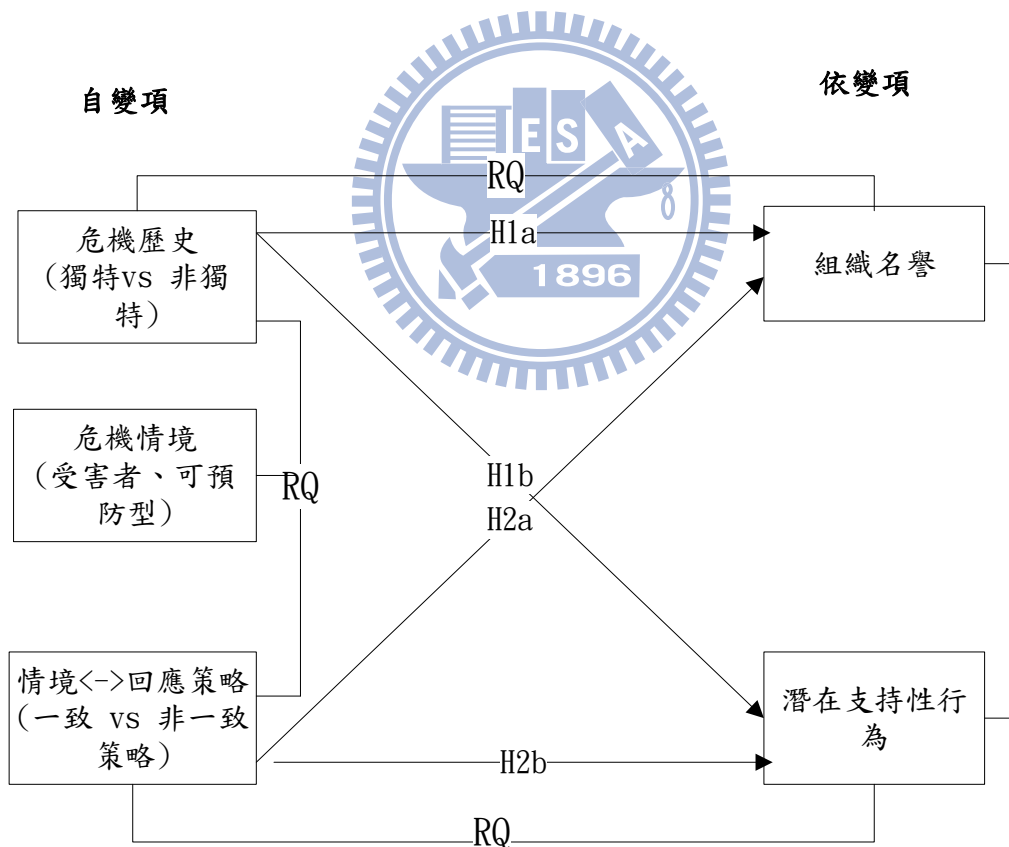 自變項
依變項
E S A
1896
RQ
危機歷史
(獨特vs 非獨
特)
H1a
組織名譽
危機情境
(受害者、可預
防型)
RQ
H1b
H2a
情境<->回應策略
(一致 vs 非一致
策略)
潛在支持性行
為
H2b
RQ